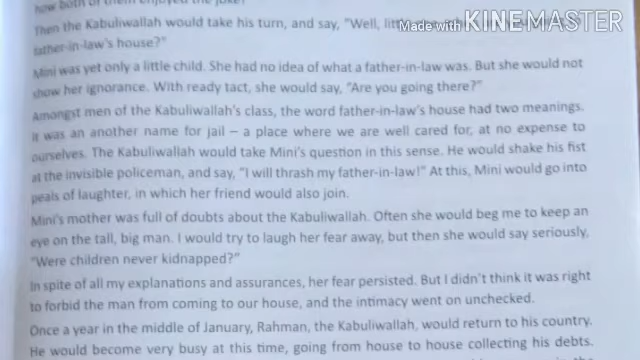 how both of them enjoyed the joke!
Made with KINEMASTER
Then the Kabuliwallah would take his turn, and say, "Well, little
father-in-law's house?"
Mini was yet only a little child. She had no idea of what a father-in-law was. But she would not
show her ignorance. With ready tact, she would say, "Are you going there?"
Amongst men of the Kabuliwallah's class, the word father-in-law's house had two meanings.
It was an another name for jail – a place where we are well cared for, at no expense to
ourselves. The Kabuliwallah would take Mini's question in this sense. He would shake his fist
at the invisible policeman, and say, "I will thrash my father-in-law!" At this, Mini would go into
peals of laughter, in which her friend would also join.
Mini's mother was full of doubts about the Kabuliwallah. Often she would beg me to keep an
eye on the tall, big man. I would try to laugh her fear away, but then she would say seriously,
"Were children never kidnapped?"
In spite of all my explanations and assurances, her fear persisted. But I didn't think it was right
to forbid the man from coming to our house, and the intimacy went on unchecked.
Once a year in the middle of January, Rahman, the Kabuliwallah, would return to his country.
He would become very busy at this time, going from house to house collecting his debts.